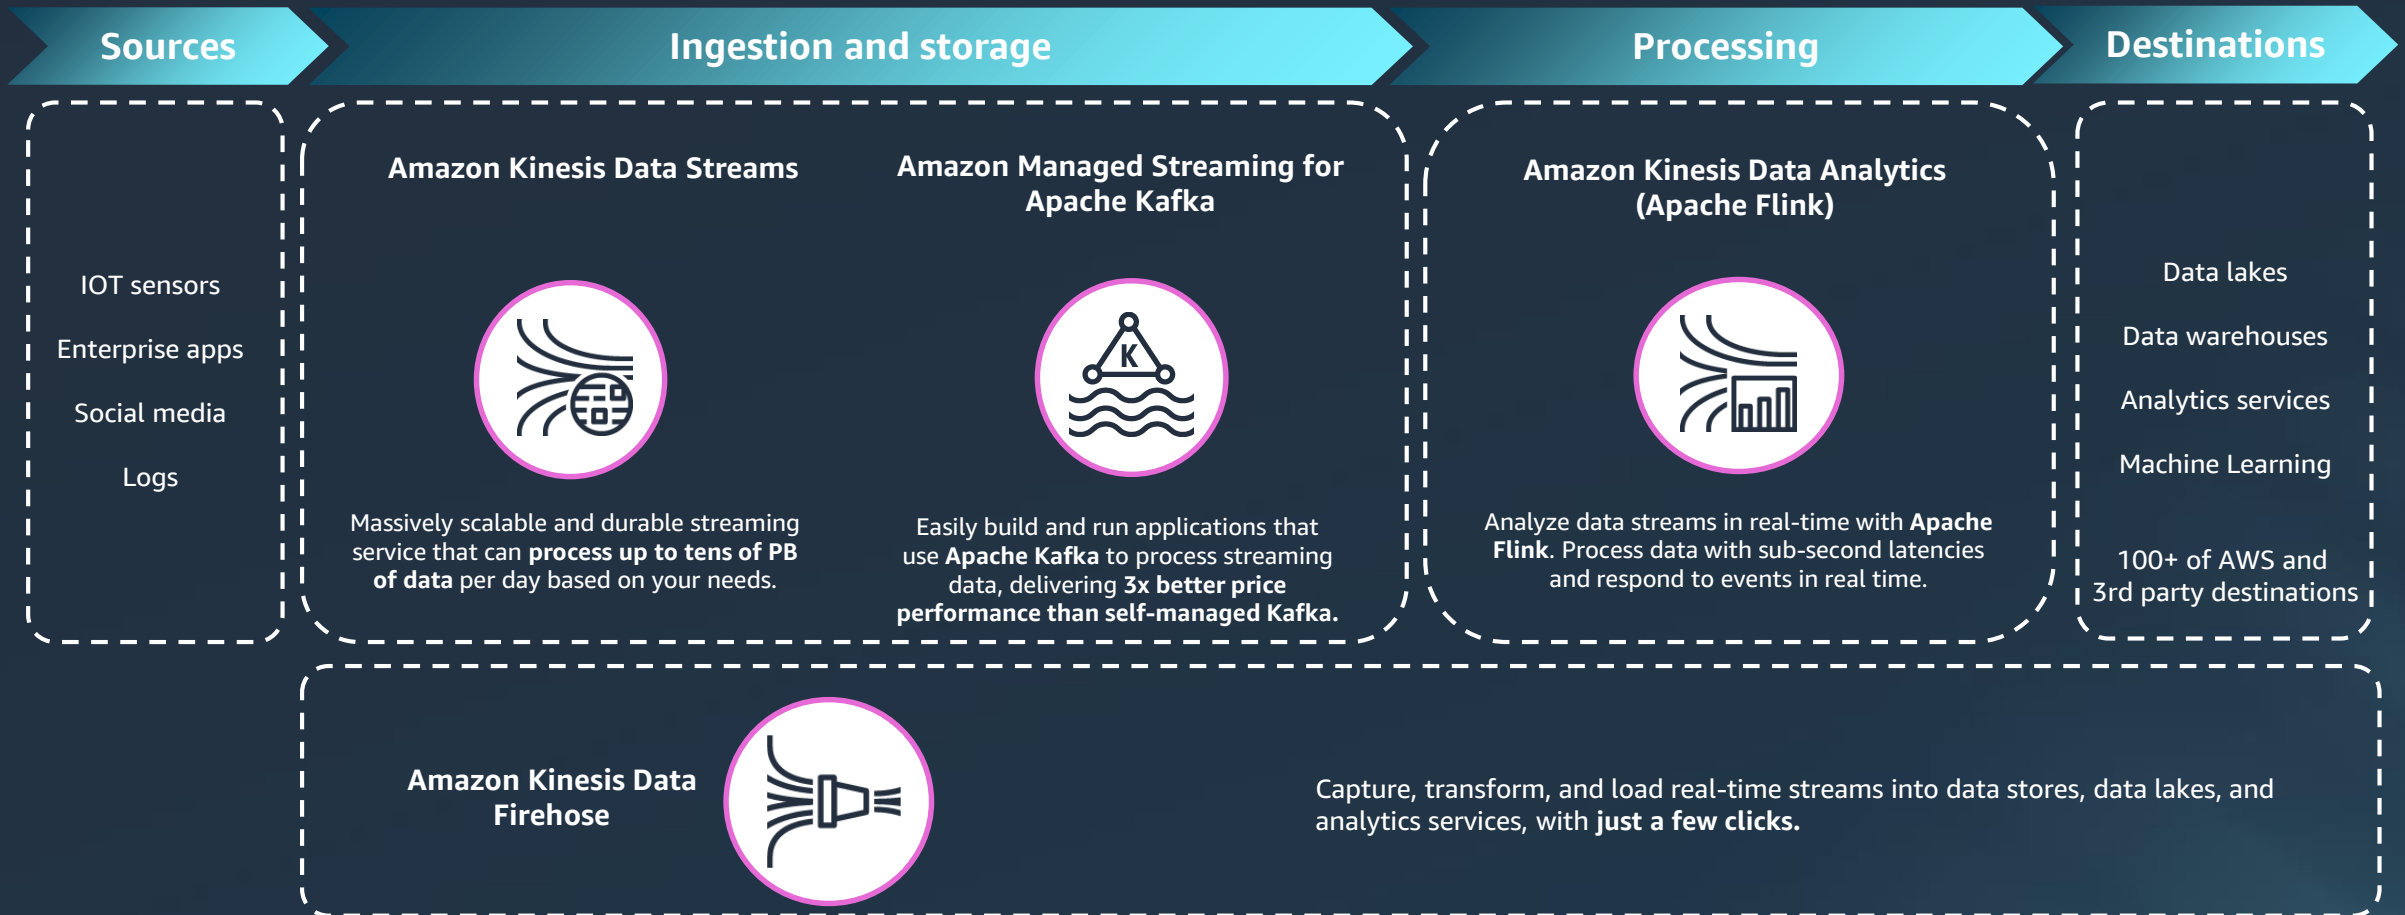 Sources
Ingestion and storage
Processing
Destinations
IOT sensors
Enterprise apps
Social media
Logs
Amazon Kinesis Data Streams
Massively scalable and durable streaming
service that can process up to tens of PB
of data per day based on your needs.
Amazon Managed Streaming for
Apache Kafka
K
Easily build and run applications that
use Apache Kafka to process streaming
data, delivering 3x better price
performance than self-managed Kafka.
Amazon Kinesis Data Analytics
(Apache Flink)
Analyze data streams in real-time with Apache
Flink. Process data with sub-second latencies
and respond to events in real time.
Data lakes
Data warehouses
Analytics services
Machine Learning
100+ of AWS and
3rd party destinations
Amazon Kinesis Data
Firehose
Capture, transform, and load real-time streams into data stores, data lakes, and
analytics services, with just a few clicks.